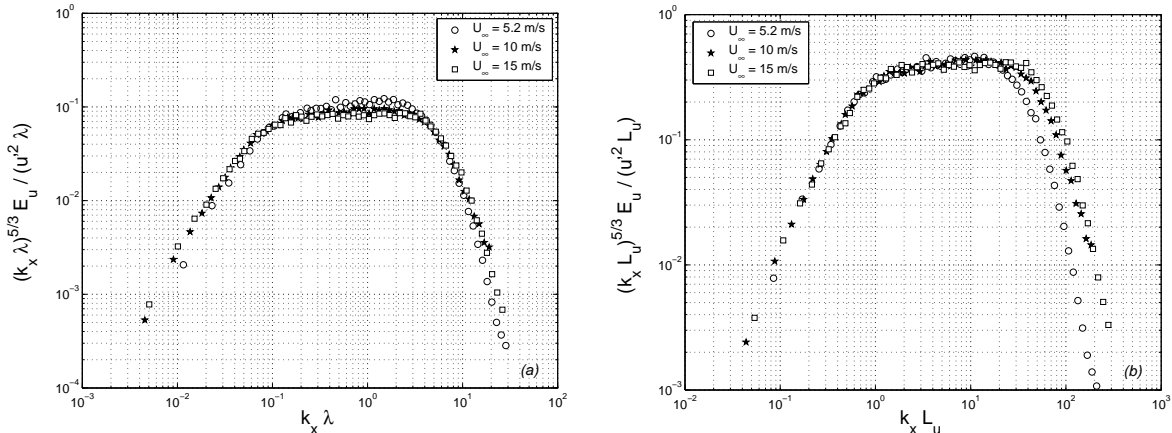 10^0
10^-1
10^-2
10^-3
10^-4
(k_x λ)^{5/3} E_u / (u'^2 λ)
10^-3
10^-2
10^-1
10^0
10^1
10^2
k_x λ
U_∞ = 5.2 m/s
U_∞ = 10 m/s
U_∞ = 15 m/s
(a)
10^0
10^-1
10^-2
10^-3
(k_x L_u)^{5/3} E_u / (u'^2 L_u)
10^-2
10^-1
10^0
10^1
10^2
10^3
k_x L_u
U_∞ = 5.2 m/s
U_∞ = 10 m/s
U_∞ = 15 m/s
(b)